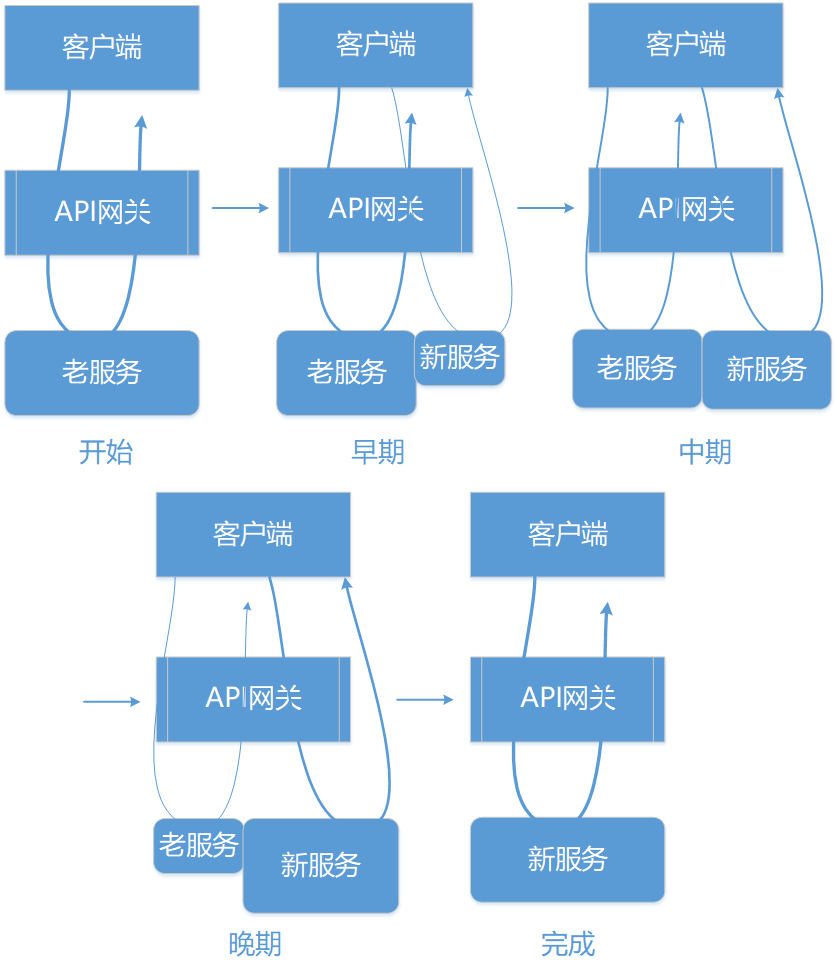 客户端
API网关
老服务
开始
客户端
API网关
老服务
新服务
早期
客户端
API网关
老服务
新服务
中期
客户端
API网关
老服务
新服务
晚期
客户端
API网关
新服务
完成